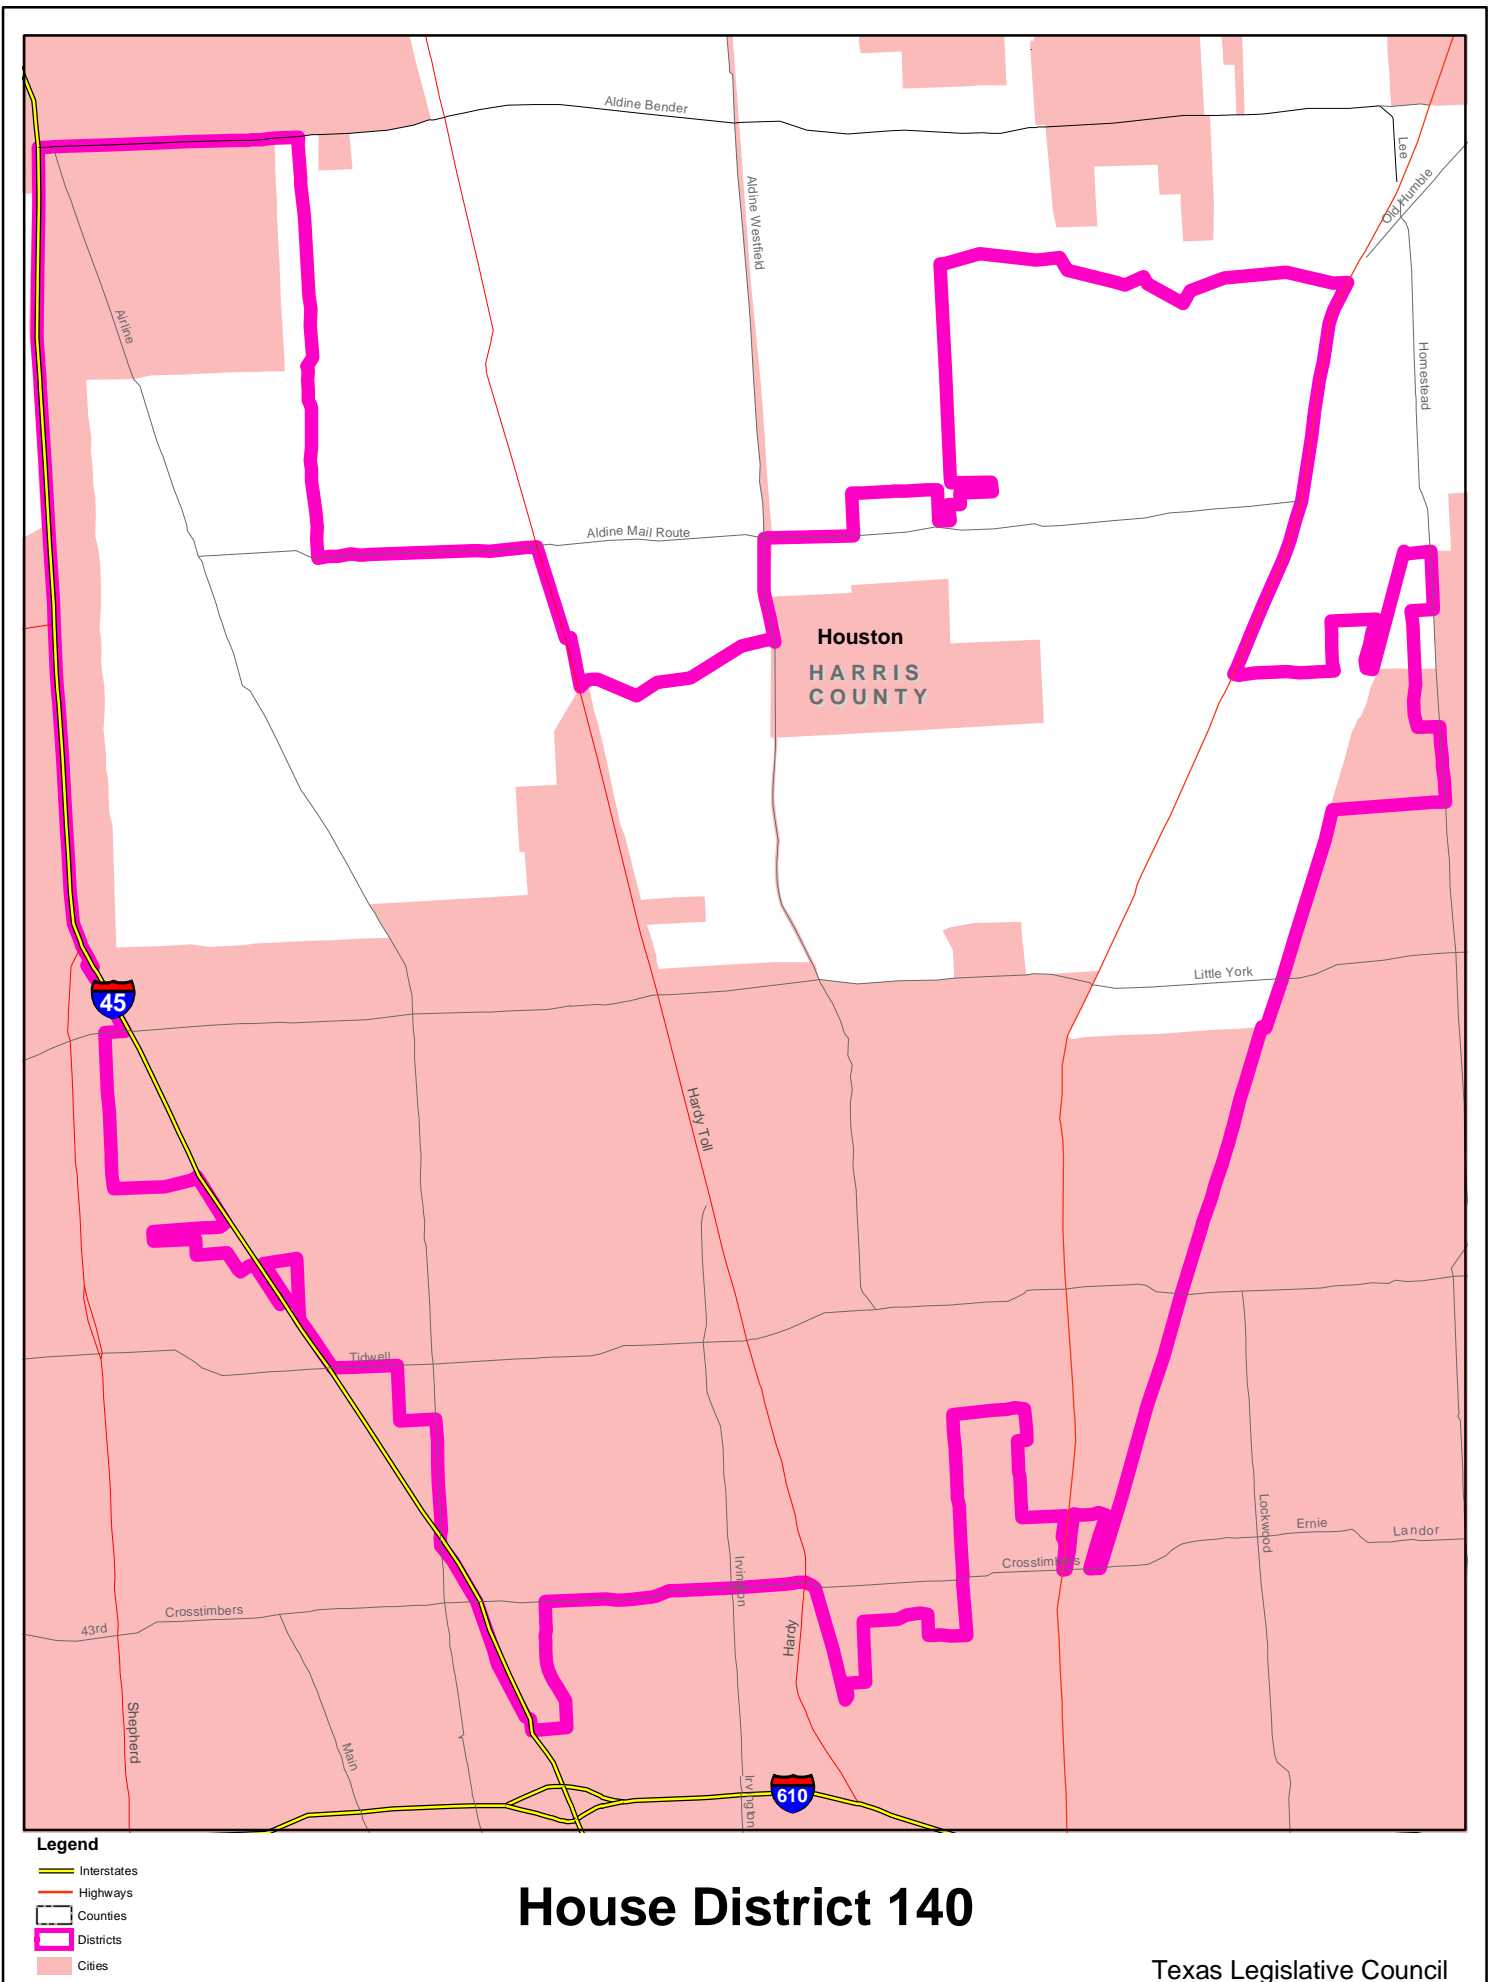 Aldine Bender
Lee
Old Humble
Aldine Westfield
Airline
Homestead
Aldine Mail Route
Houston
HARRIS
COUNTY
Little York
45
Hardy Toll
Tidwell
Lockwood
Ernie
Landor
Crosstimbers
Irvington
Crosstimbers
43rd
Hardy
Shepherd
Main
Irvington
610
Legend
Interstates
Highways
Counties
Districts
Cities
House District 140
Texas Legislative Council